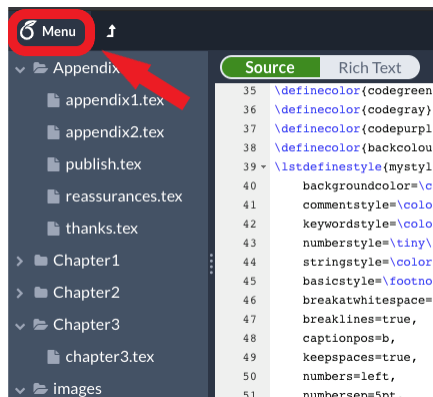 Menu
Appendix
appendix1.tex
appendix2.tex
publish.tex
reassurances.tex
thanks.tex
Chapter1
Chapter2
Chapter3
chapter3.tex
images
Source Rich Text
35 \definecolor{codegreen
36 \definecolor{codegray}
37 \definecolor{codepurpl
38 \definecolor{backcolou
39 \lstdefinestyle{mystyl
40 backgroundcolor=\c
41 commentstyle=\colo
42 keywordstyle=\colo
43 numberstyle=\tiny\
44 stringstyle=\color
45 basicstyle=\footno
46 breakatwhitespace=
47 breaklines=true,
48 captionpos=b,
49 keepspaces=true,
50 numbers=left,
51 numbersep=5pt,